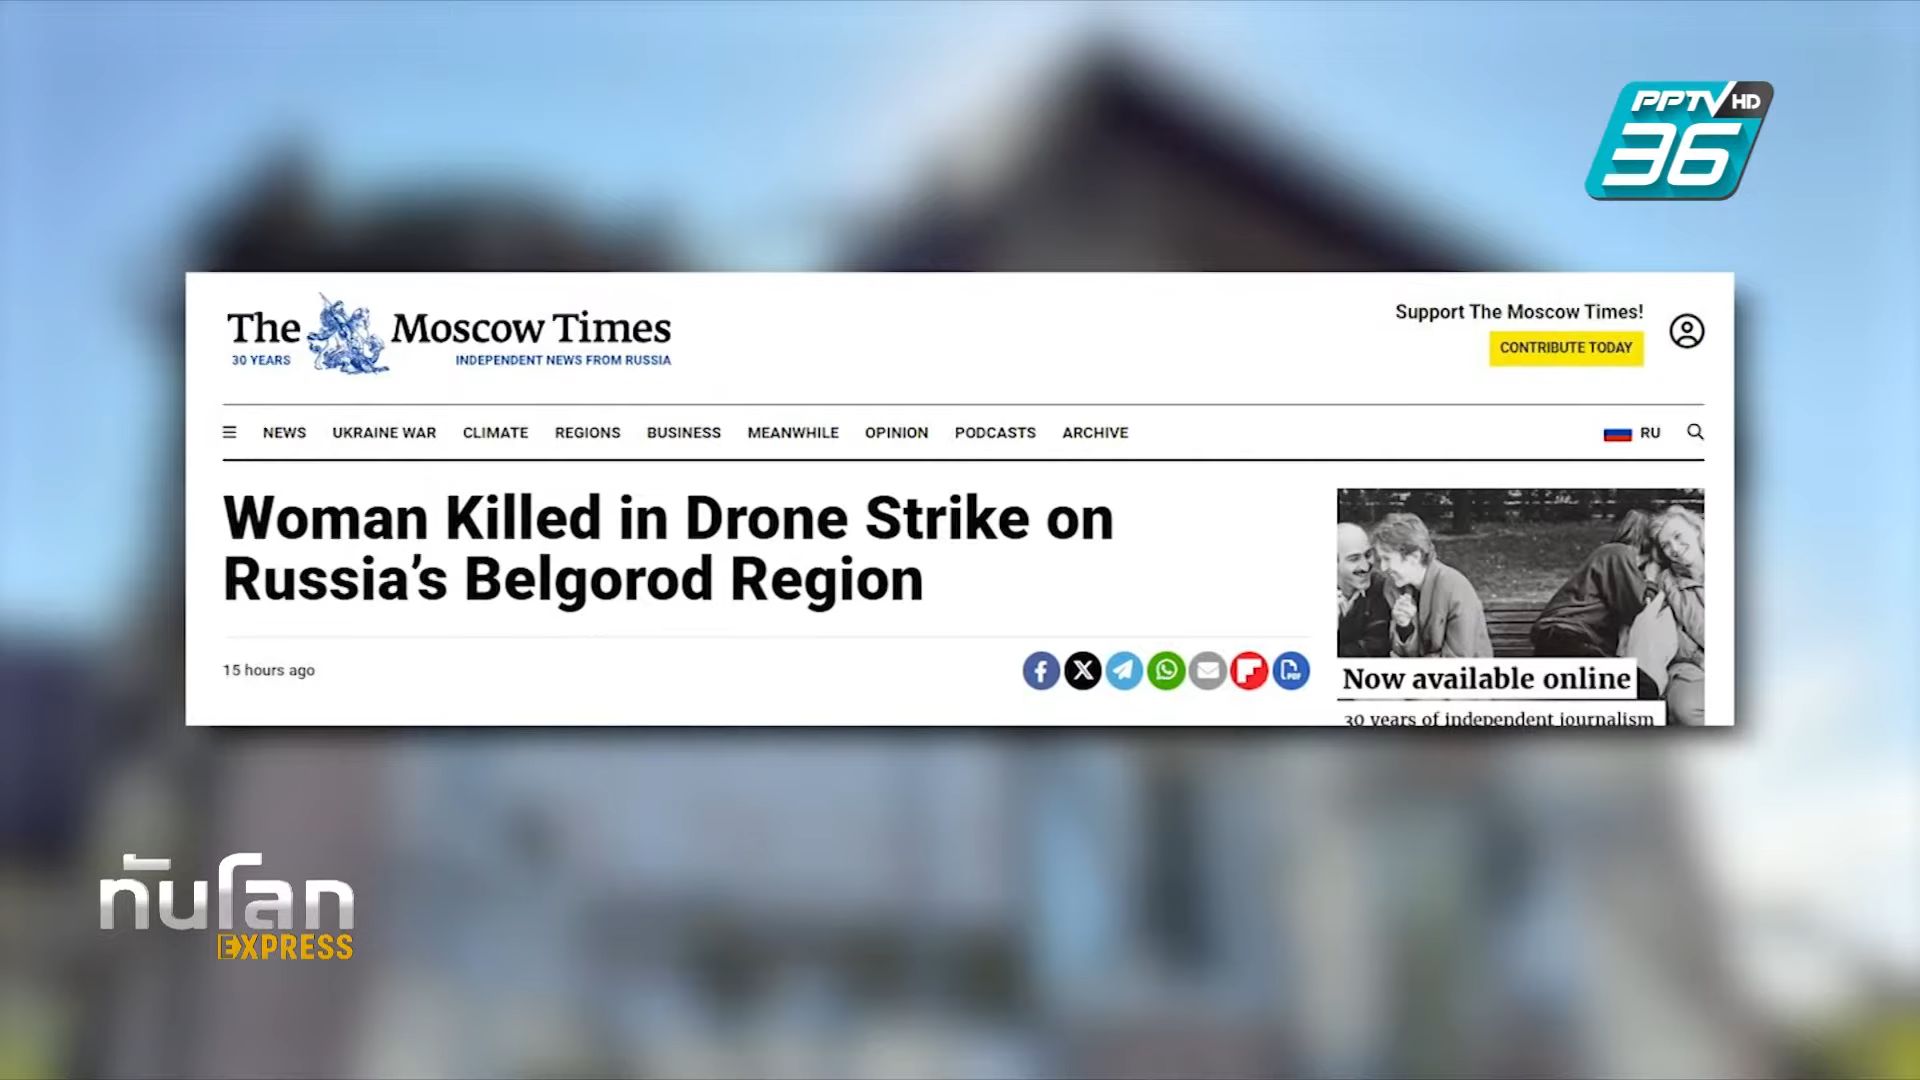 PPTV HD
36
The Moscow Times
30 YEARS
INDEPENDENT NEWS FROM RUSSIA
Support The Moscow Times!
CONTRIBUTE TODAY
NEWS UKRAINE WAR CLIMATE REGIONS BUSINESS MEANWHILE OPINION PODCASTS ARCHIVE
RU
Woman Killed in Drone Strike on
Russia’s Belgorod Region
15 hours ago
PDF
Now available online
30 years of independent journalism
ทันโลก
EXPRESS